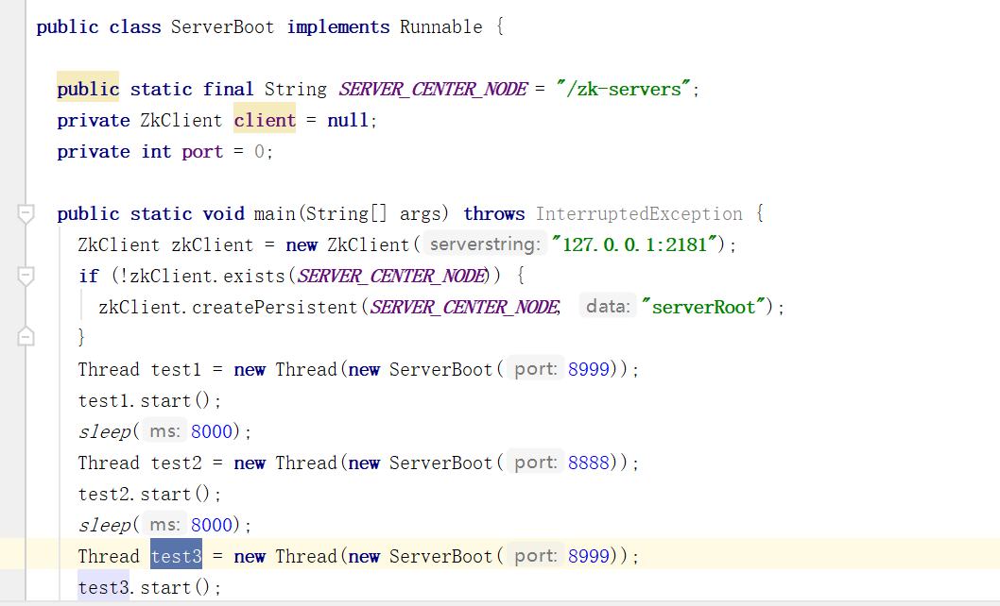 public class ServerBoot implements Runnable {
public static final String SERVER_CENTER_NODE = "/zk-servers";
private ZkClient client = null;
private int port = 0;
public static void main(String[] args) throws InterruptedException {
ZkClient zkClient = new ZkClient( serverstring: "127.0.0.1:2181");
if (!zkClient.exists(SERVER_CENTER_NODE)) {
zkClient.createPersistent(SERVER_CENTER_NODE, data: "serverRoot");
}
Thread test1 = new Thread(new ServerBoot( port: 8999));
test1.start();
sleep( ms: 8000);
Thread test2 = new Thread(new ServerBoot( port: 8888));
test2.start();
sleep( ms: 8000);
Thread test3 = new Thread(new ServerBoot( port: 8999));
test3.start();